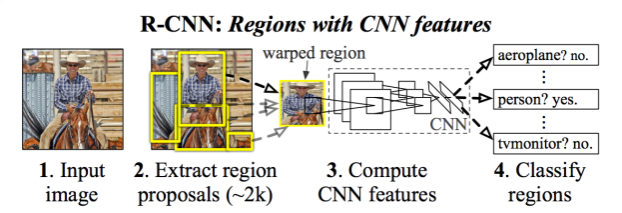 R-CNN: Regions with CNN features
warped region
aeroplane? no.
person? yes.
CNN
tvmonitor? no.
1. Input
image
2. Extract region
proposals (~2k)
3. Compute
CNN features
4. Classify
regions